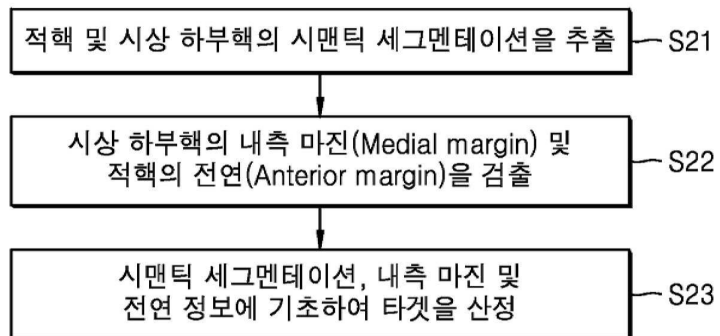 적핵 및 시상 하부핵의 시맨틱 세그멘테이션을 추출
S21
시상 하부핵의 내측 마진(Medial margin) 및
적핵의 전연(Anterior margin)을 검출
S22
시맨틱 세그멘테이션, 내측 마진 및
전연 정보에 기초하여 타겟을 산정
S23